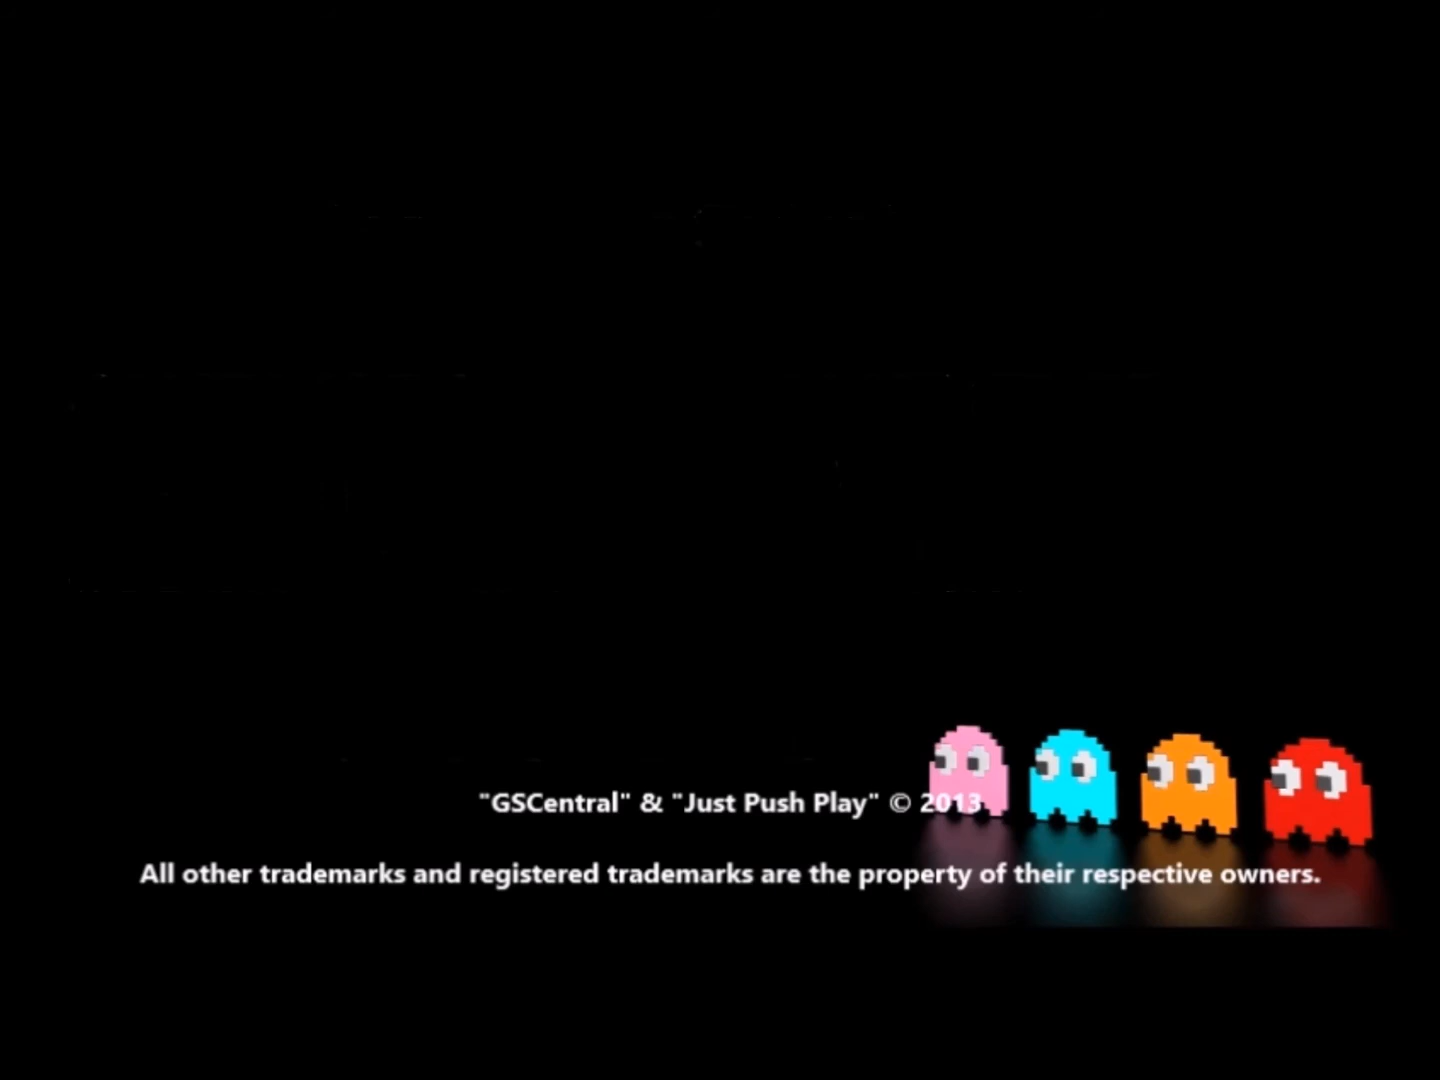 "GSCentral" & "Just Push Play" © 2013
All other trademarks and registered trademarks are the property of their respective owners.